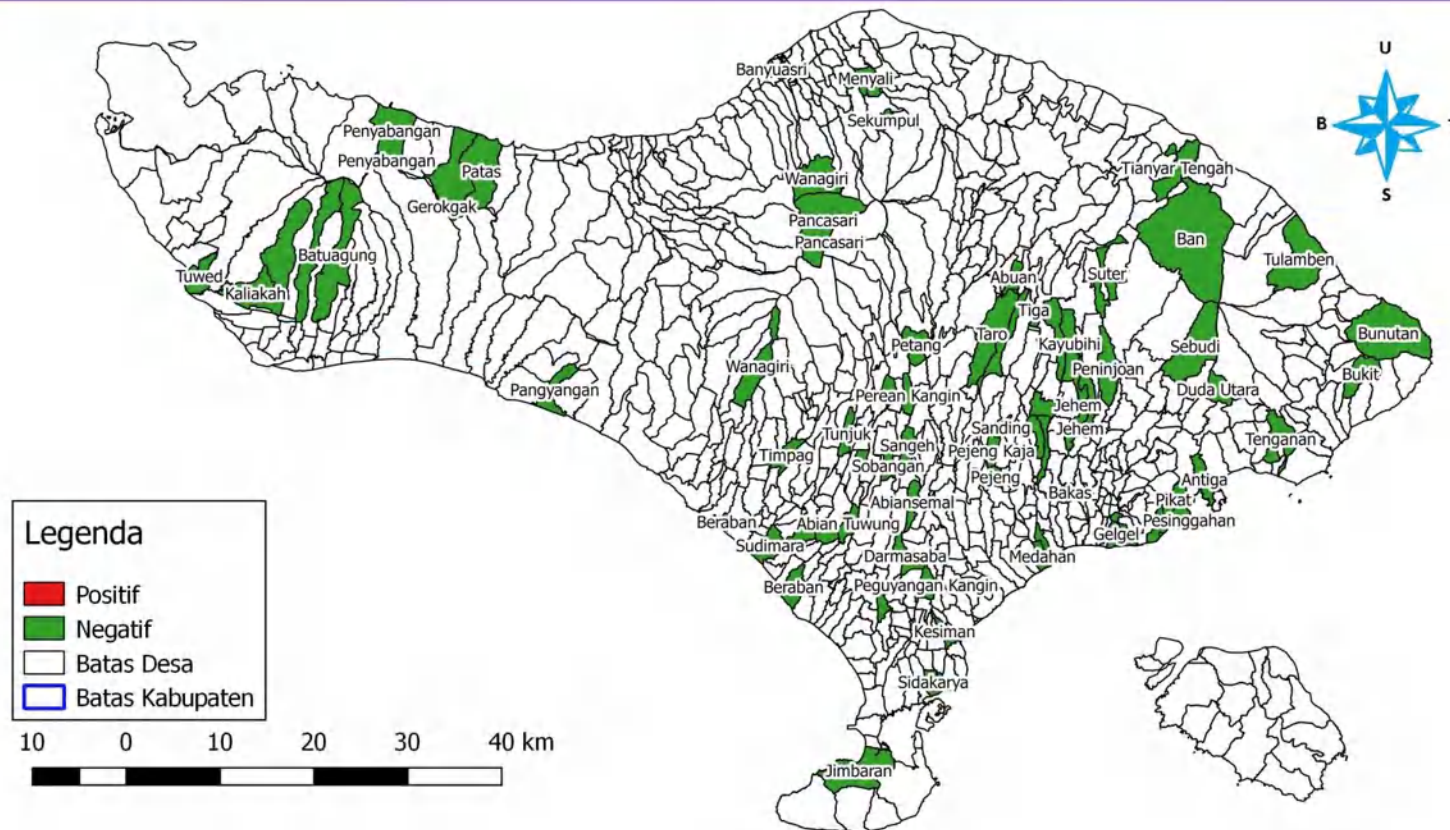 U
B
T
S
Banyuasri
Menyali
Sekumpul
Penyabangan
Penyabangan
Patas
Gerokgak
Wanagiri
Pancasari
Pancasari
Tianyar Tengah
Ban
Tulamben
Batuagung
Tuwed
Kaliakah
Abuan
Suter
Tiga
Taro
Kayubihi
Petang
Peninjoan
Sebudi
Bunutan
Bukit
Wanagiri
Pangyangan
Duda Utara
Perean Kangin
Jehem
Jehem
Sanding
Tunjuk
Sangeh
Pejeng Kaja
Tenganan
Timpag
Sobangan
Pejeng
Antiga
Bakas
Pikat
Abiansemal
Beraban
Abian Tuwung
Pesinggahan
Gelgel
Sudimara
Darmasaba
Medahan
Beraban
Peguyangan Kangin
Kesiman
Sidakarya
Jimbaran
Legenda
Positif
Negatif
Batas Desa
Batas Kabupaten
10 0 10 20 30 40 km